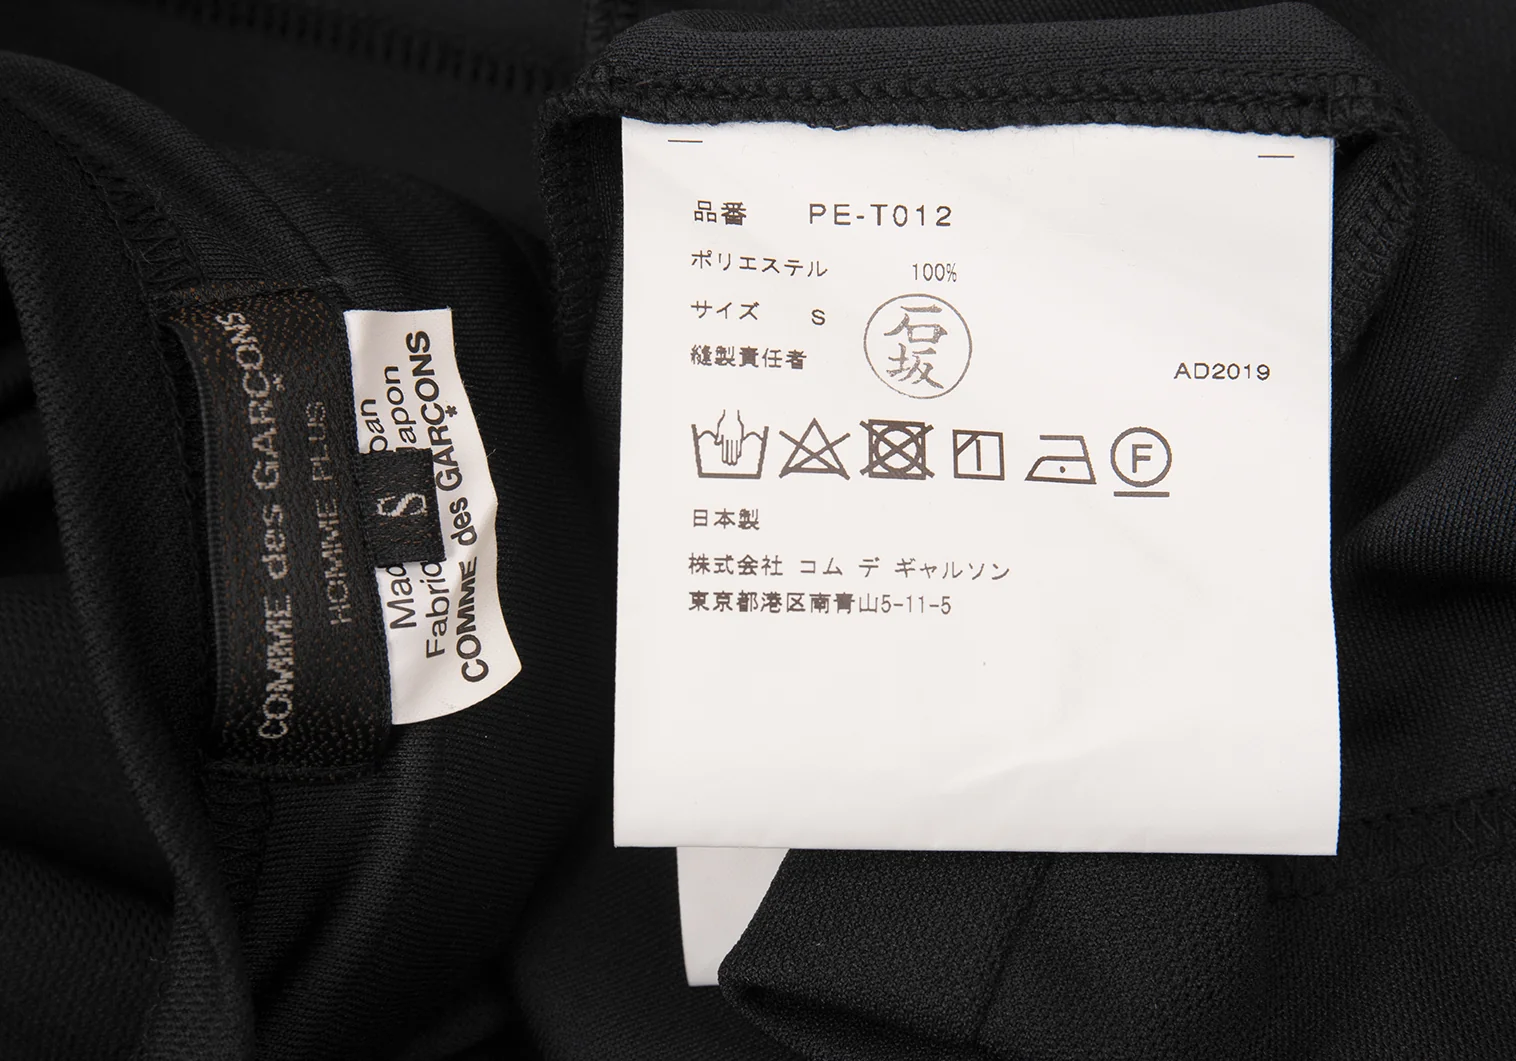 COMME des GARÇONS
HOMME PLUS
S
COMME des GARÇONS
品番 PE-T012
ポリエステル 100%
サイズ S
縫製責任者 石坂
AD2019
F
日本製
株式会社 コム デ ギャルソン
東京都港区南青山5-11-5